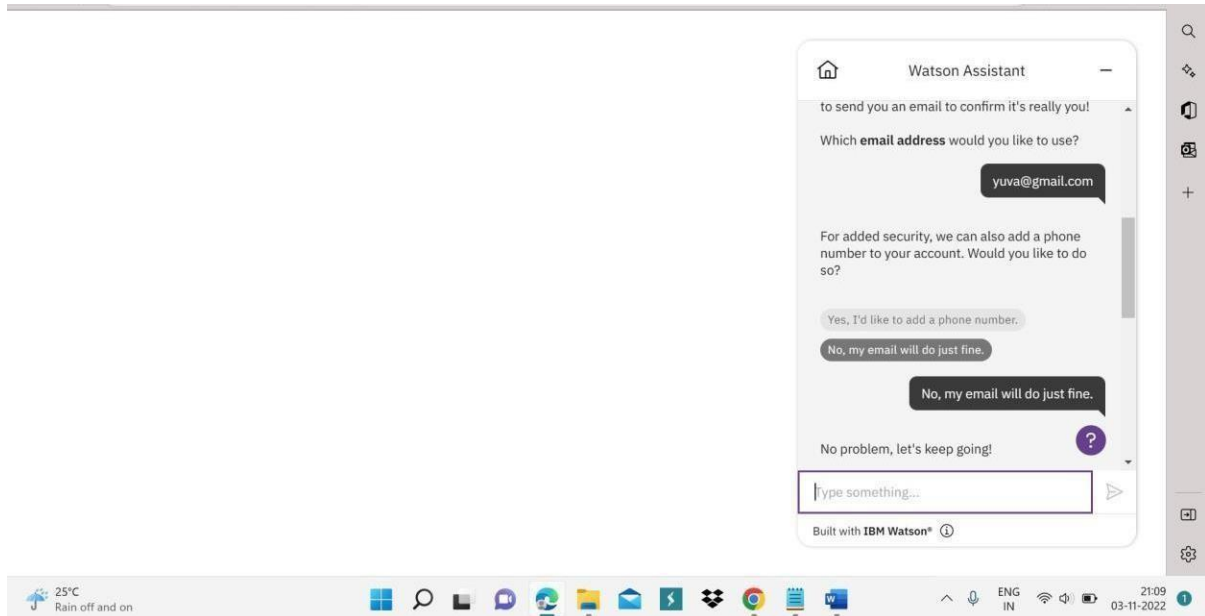 Watson Assistant
to send you an email to confirm it's really you!
Which email address would you like to use?
yuva@gmail.com
For added security, we can also add a phone
number to your account. Would you like to do
so?
Yes, I'd like to add a phone number.
No, my email will do just fine.
No, my email will do just fine.
No problem, let's keep going!
?
Type something...
Built with IBM Watson®
25°C
Rain off and on
ENG
IN
21:09
03-11-2022
1